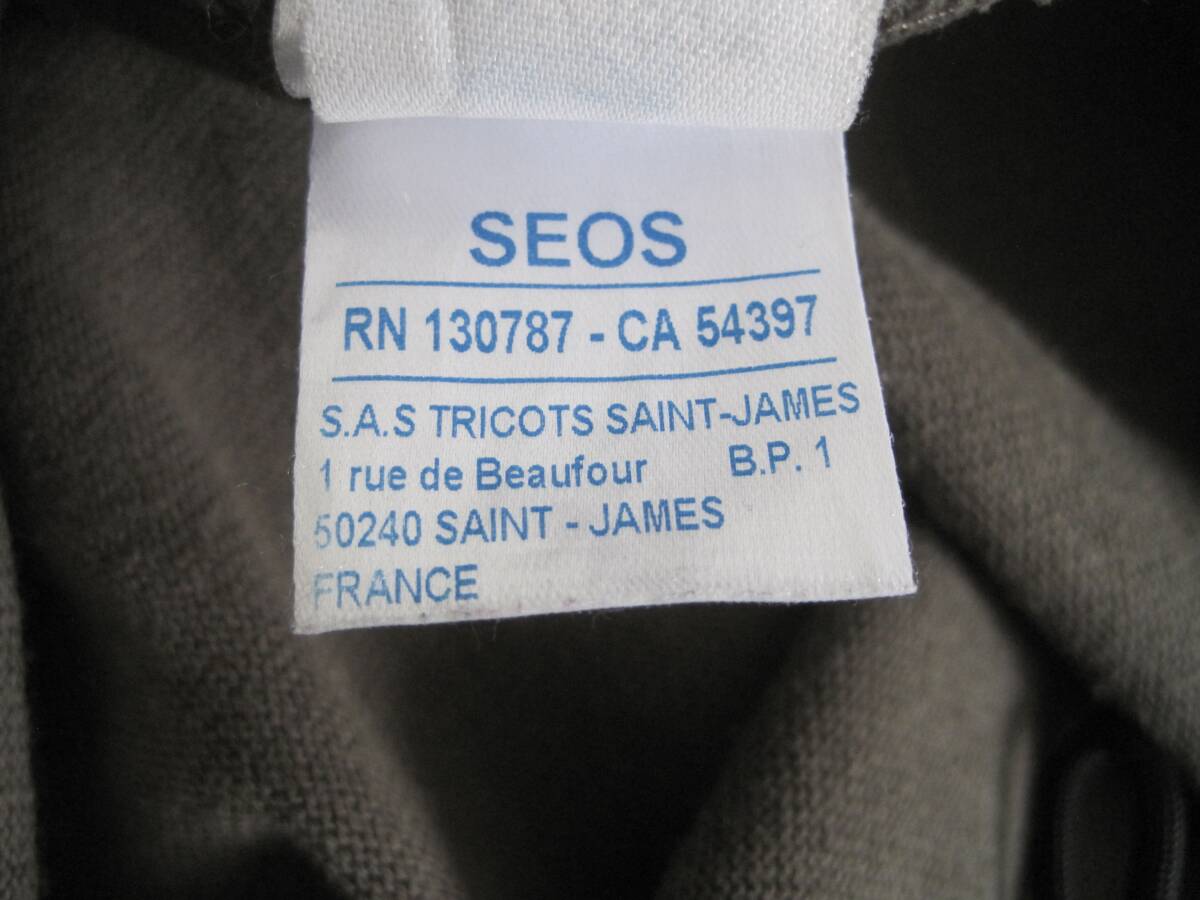 SEOS
RN 130787 - CA 54397
S.A.S TRICOTS SAINT-JAMES
1 rue de Beaufour B.P. 1
50240 SAINT - JAMES
FRANCE